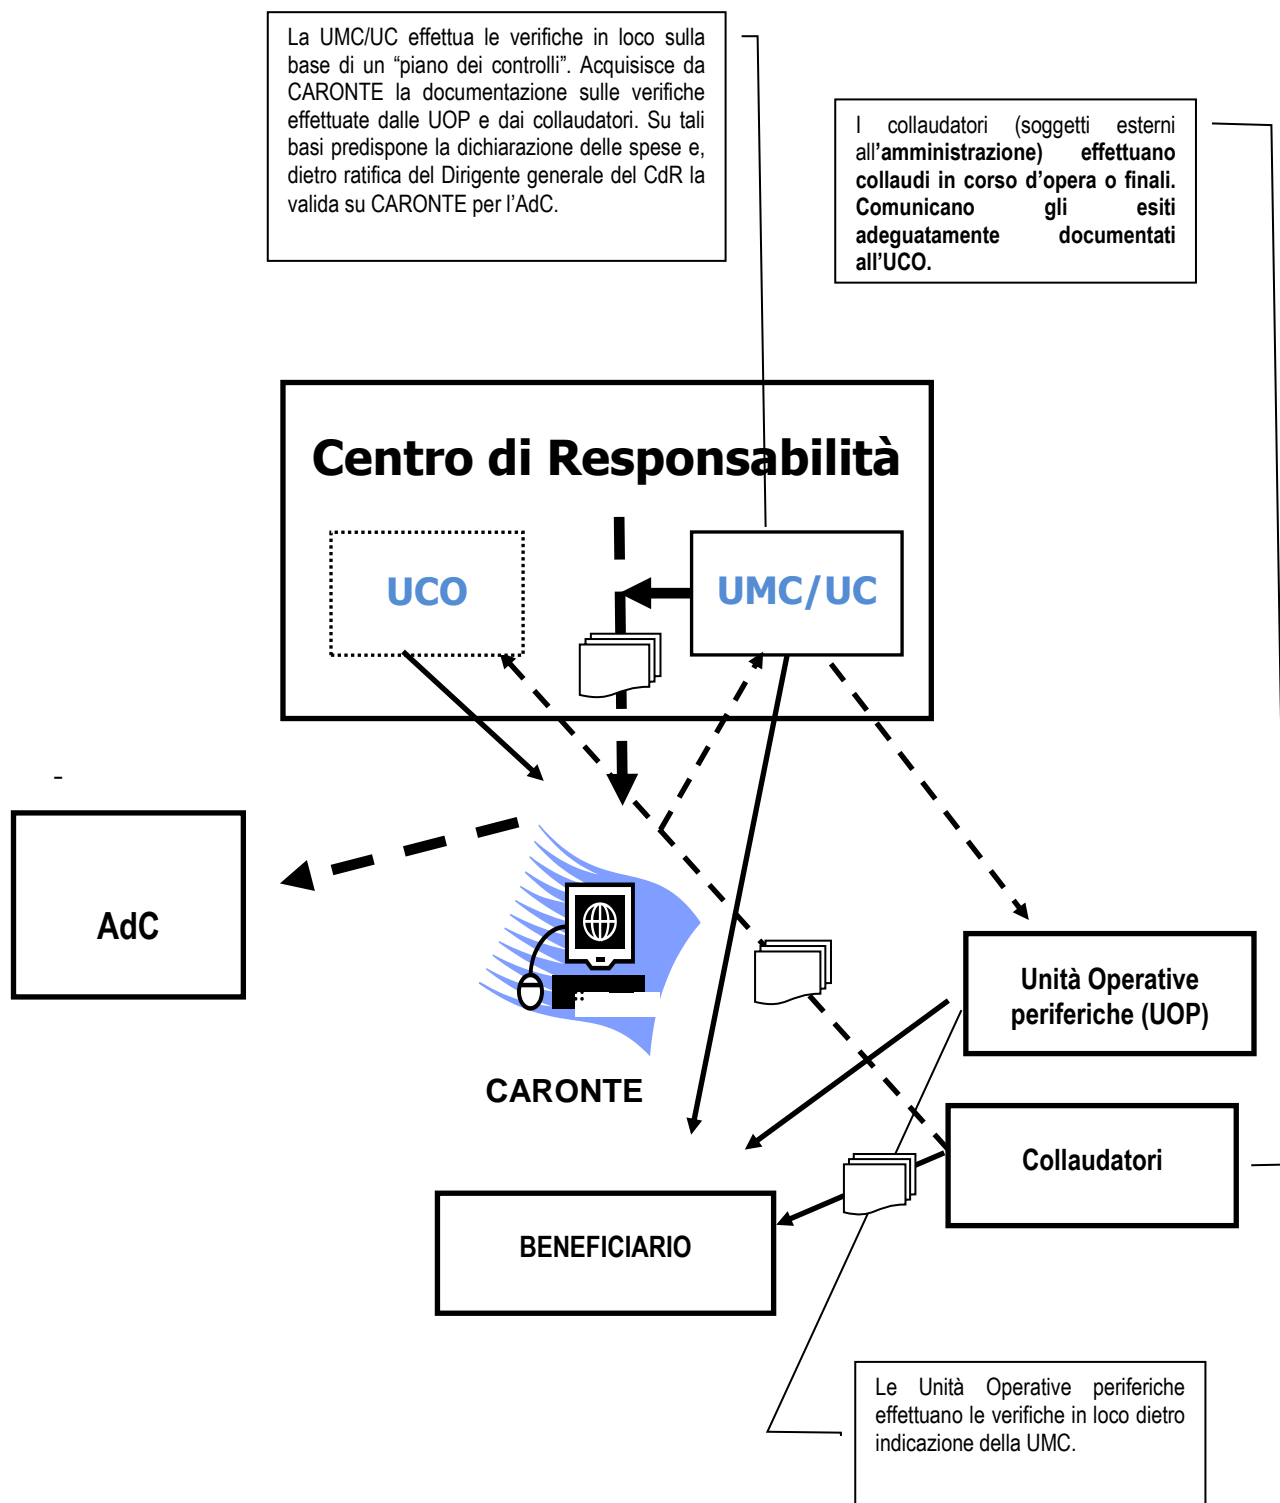 La UMC/UC effettua le verifiche in loco sulla
base di un “piano dei controlli”. Acquisisce da
CARONTE la documentazione sulle verifiche
effettuate dalle UOP e dai collaudatori. Su tali
basi predispone la dichiarazione delle spese e,
dietro ratifica del Dirigente generale del CdR la
valida su CARONTE per l’AdC.
I collaudatori (soggetti esterni
all’amministrazione) effettuano
collaudi in corso d’opera o finali.
Comunicano gli esiti
adeguatamente documentati
all’UCO.
Centro di Responsabilità
UCO
UMC/UC
-
AdC
CARONTE
Unità Operative
periferiche (UOP)
Collaudatori
BENEFICIARIO
Le Unità Operative periferiche
effettuano le verifiche in loco dietro
indicazione della UMC.